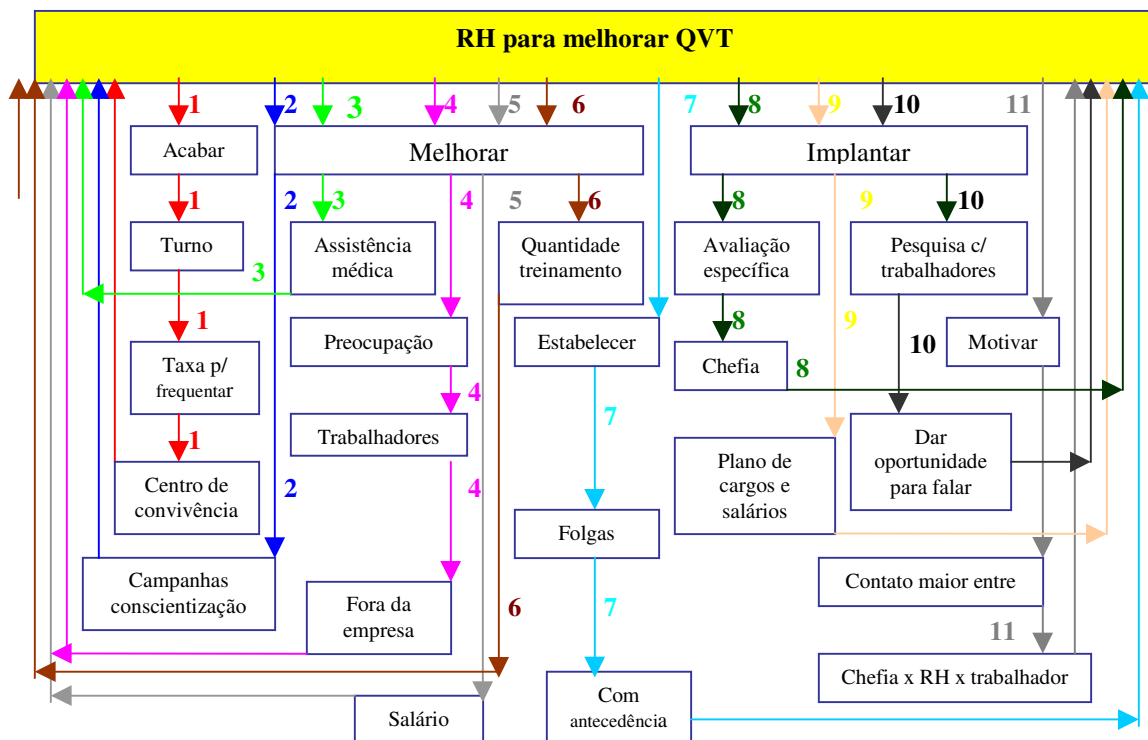 RH para melhorar QVT
1
2
3
4
5
6
7
8
9
10
11
Acabar
Melhorar
Implantar
1
2
3
4
5
6
8
9
10
Turno
Assistência
médica
Quantidade
treinamento
Avaliação
específica
Pesquisa c/
trabalhadores
3
1
8
9
Preocupação
Estabelecer
Chefia
8
10
Motivar
Taxa p/
frequentar
4
1
7
Trabalhadores
Dar
oportunidade
para falar
Plano de
cargos e
salários
Centro de
convivência
2
4
Folgas
Campanhas
conscientização
Fora da
empresa
6
7
Contato maior entre
11
Chefia x RH x trabalhador
Salário
Com
antecedência